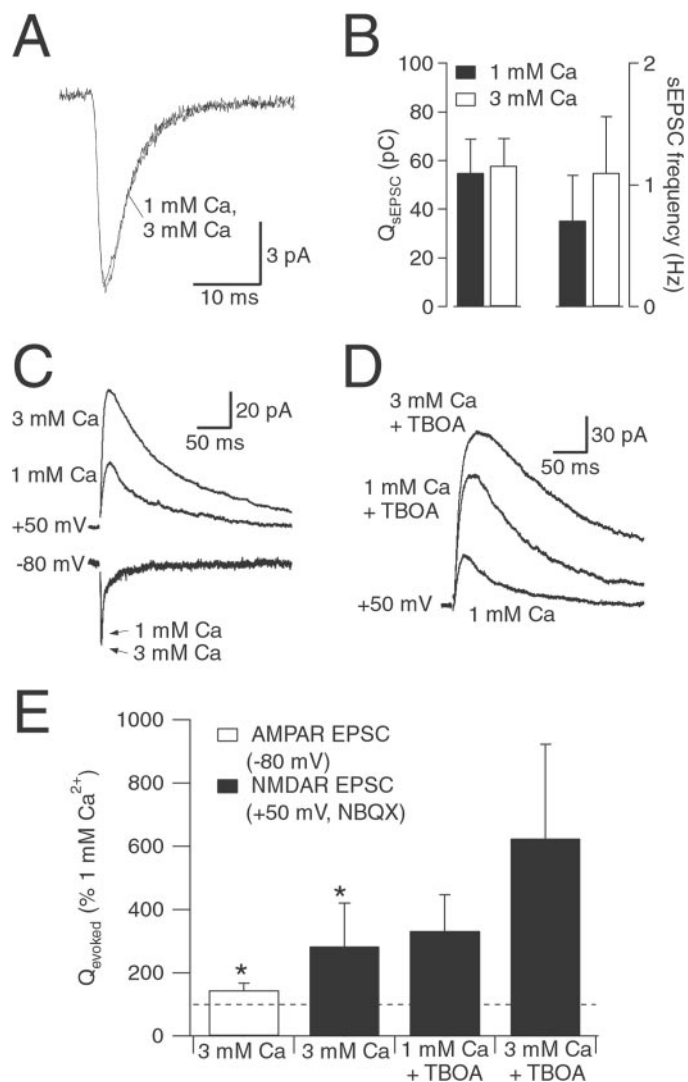 A
1 mM Ca,
3 mM Ca
3 pA
10 ms
B
1 mM Ca
3 mM Ca
100
80
60
40
20
0
Q_sEPSC (pC)
2
1
0
sEPSC frequency (Hz)
C
3 mM Ca
20 pA
50 ms
1 mM Ca
+50 mV
-80 mV
1 mM Ca
3 mM Ca
D
3 mM Ca
+ TBOA
30 pA
50 ms
1 mM Ca
+ TBOA
+50 mV
1 mM Ca
E
1000
800
600
400
200
0
Q_evoked (% 1 mM Ca²⁺)
AMPAR EPSC
(-80 mV)
NMDAR EPSC
(+50 mV, NBQX)
*
*
3 mM Ca
3 mM Ca
1 mM Ca
+ TBOA
3 mM Ca
+ TBOA